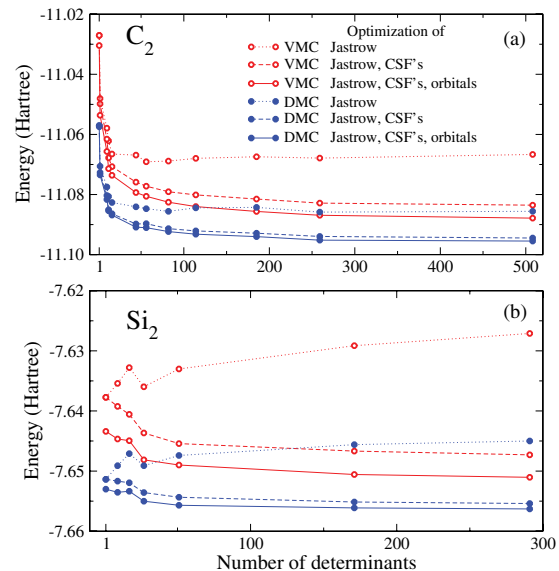 -11.02
-11.04
-11.06
-11.08
-11.10
Energy (Hartree)
C2
Optimization of
(a)
VMC Jastrow
VMC Jastrow, CSF's
VMC Jastrow, CSF's, orbitals
DMC Jastrow
DMC Jastrow, CSF's
DMC Jastrow, CSF's, orbitals
1 100 200 300 400 500
-7.62
-7.63
-7.64
-7.65
-7.66
Energy (Hartree)
Si2
(b)
1 100 200 300
Number of determinants